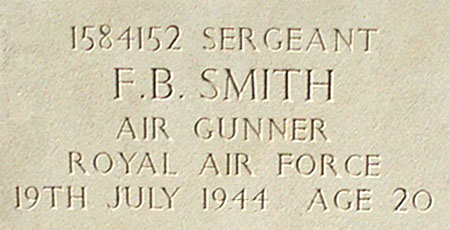 1584152 SERGEANT
F.B. SMITH
AIR GUNNER
ROYAL AIR FORCE
19TH JULY 1944 AGE 20